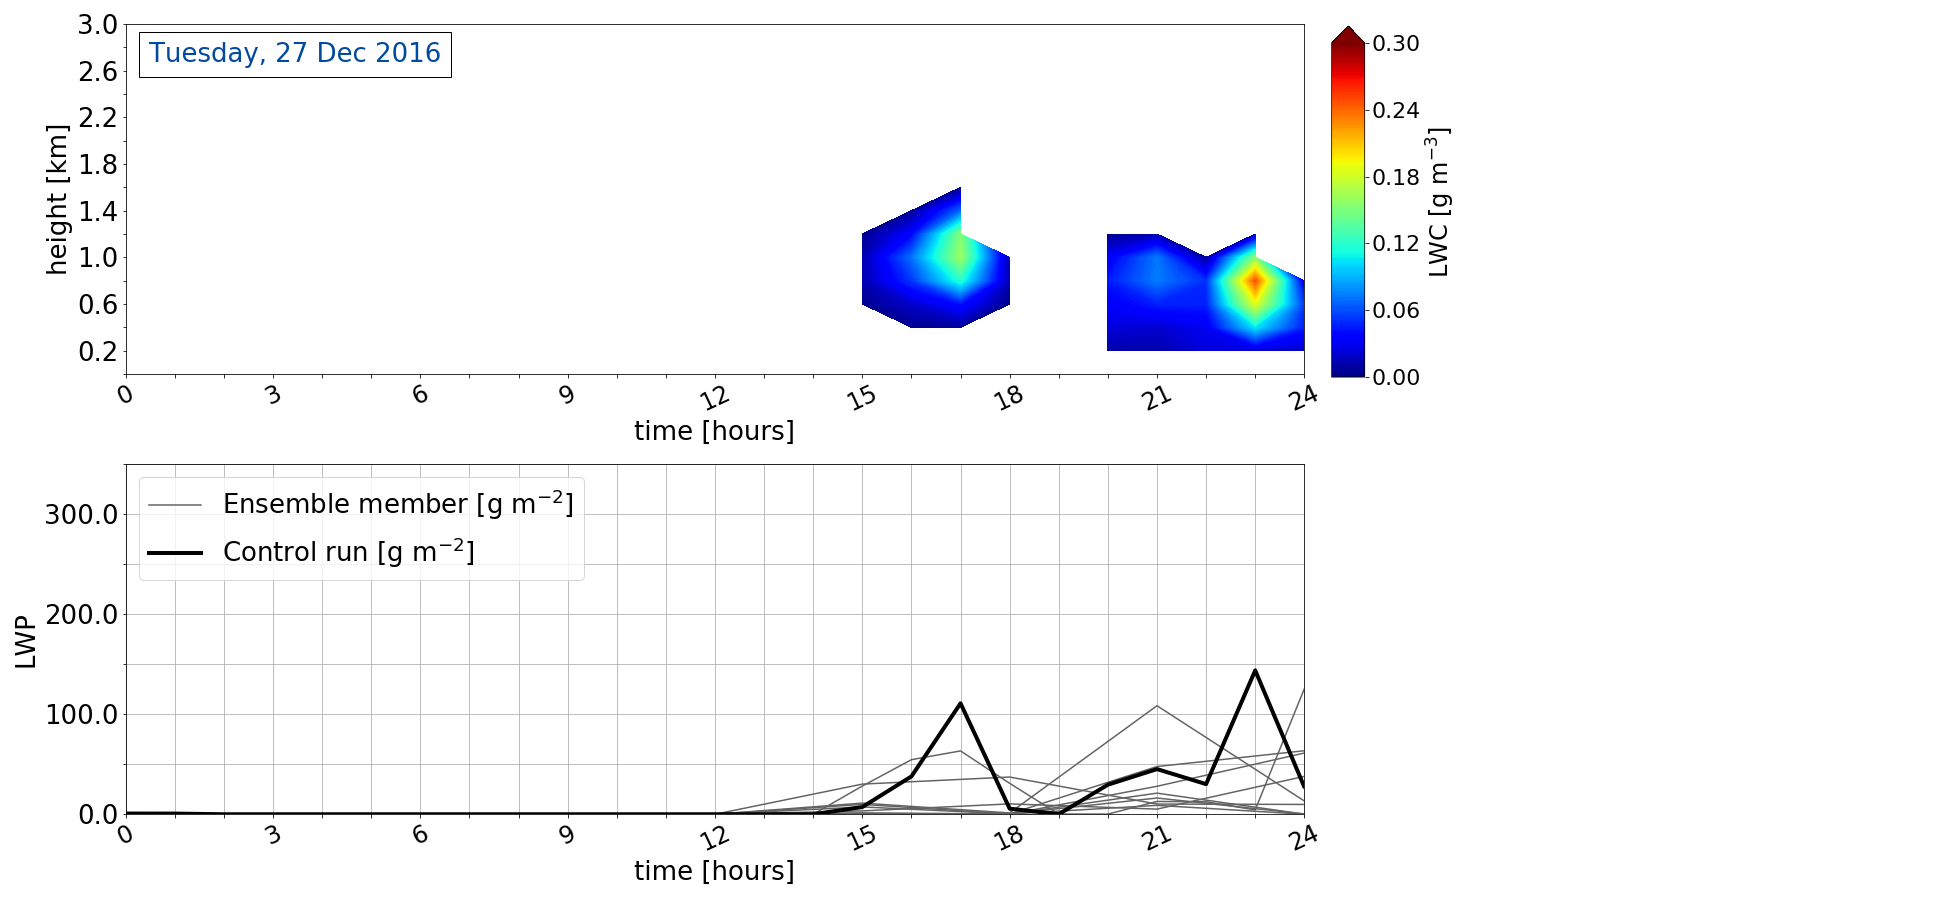 Tuesday, 27 Dec 2016
height [km]
3.0
2.6
2.2
1.8
1.4
1.0
0.6
0.2
0 3 6 9 12 15 18 21 24
time [hours]
0.30
0.24
0.18
0.12
0.06
0.00
LWC [g m⁻³]
LWP
300.0
200.0
100.0
0.0
Ensemble member [g m⁻²]
Control run [g m⁻²]
0 3 6 9 12 15 18 21 24
time [hours]